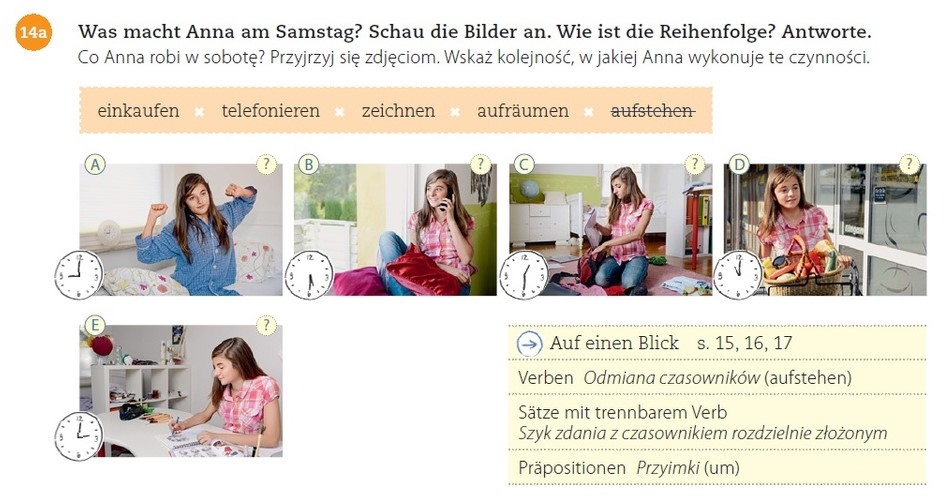 14a Was macht Anna am Samstag? Schau die Bilder an. Wie ist die Reihenfolge? Antworte.
Co Anna robi w sobotę? Przyjrzyj się zdjęciom. Wskaż kolejność, w jakiej Anna wykonuje te czynności.
einkaufen × telefonieren × zeichnen × aufräumen × aufstehen
A ? B ? C ? D ?
E ?
Auf einen Blick s. 15, 16, 17
Verben Odmiana czasowników (aufstehen)
Sätze mit trennbarem Verb
Szyk zdania z czasownikiem rozdzielnie złożonym
Präpositionen Przyimki (um)